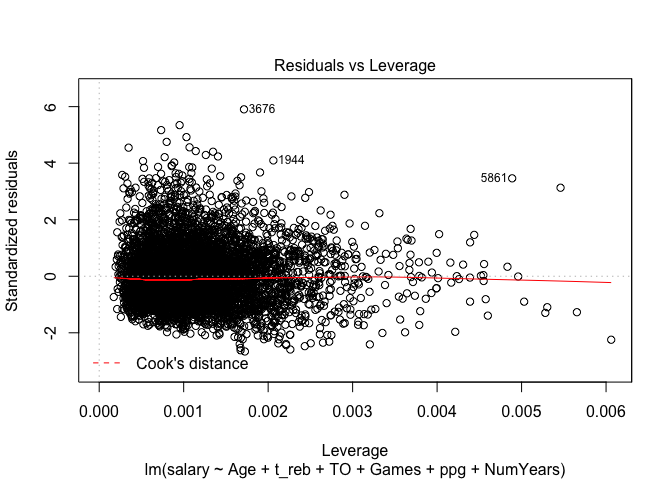 Residuals vs Leverage
Standardized residuals
6
4
2
0
-2
3676
1944
5861
Cook's distance
0.000 0.001 0.002 0.003 0.004 0.005 0.006
Leverage
lm(salary ~ Age + t_reb + TO + Games + ppg + NumYears)